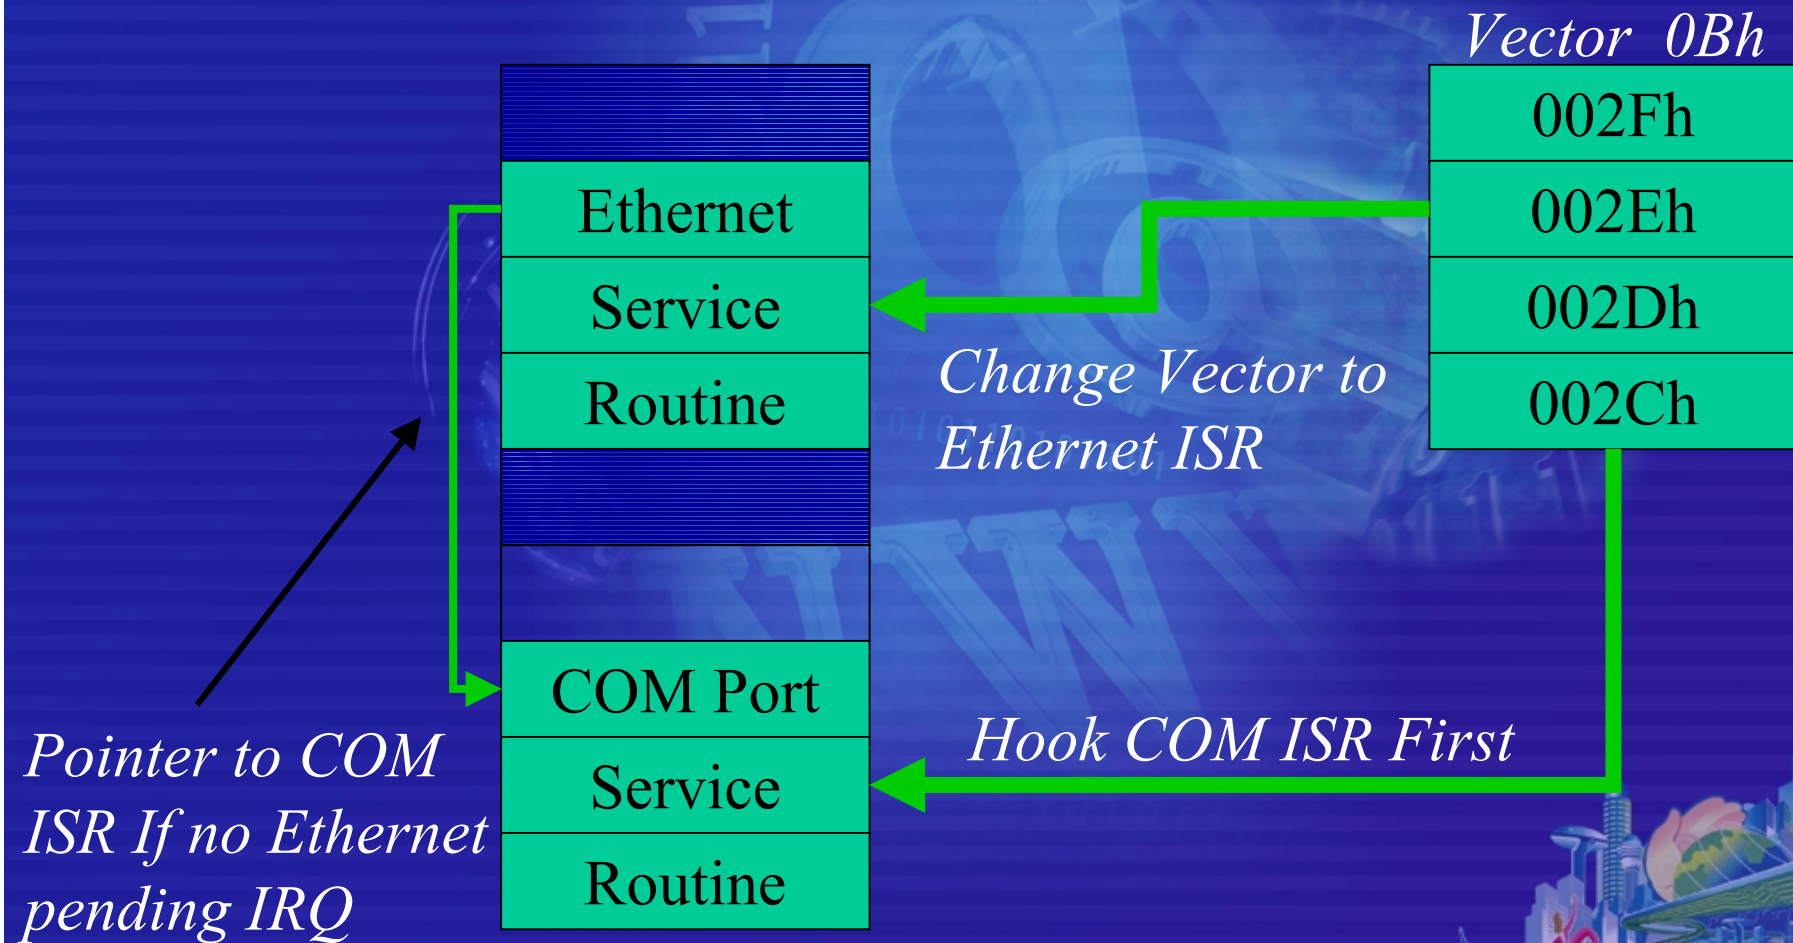 Vector 0Bh
002Fh
002Eh
002Dh
002Ch
Ethernet
Service
Routine
Change Vector to
Ethernet ISR
COM Port
Service
Routine
Hook COM ISR First
Pointer to COM
ISR If no Ethernet
pending IRQ